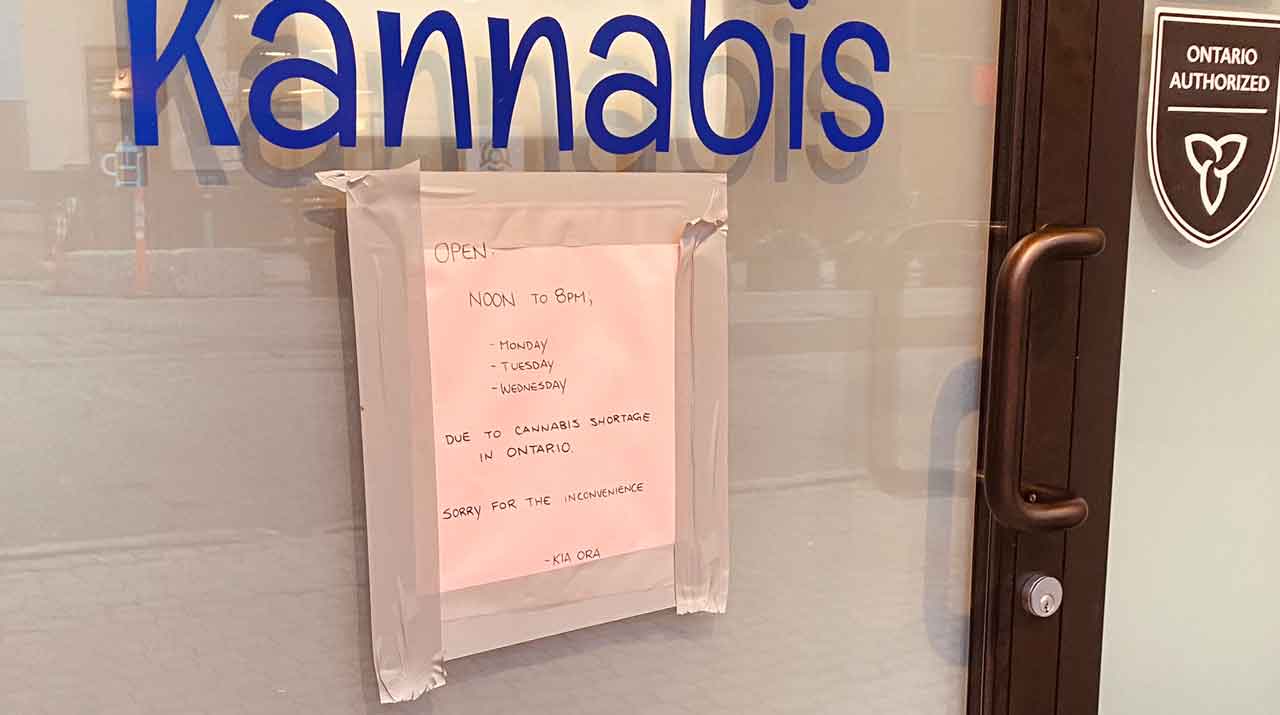 Kannabis
ONTARIO
AUTHORIZED
OPEN.
NOON TO 8PM;
- MONDAY
- TUESDAY
- WEDNESDAY
DUE TO CANNABIS SHORTAGE
IN ONTARIO.
SORRY FOR THE INCONVENIENCE
- KIA ORA